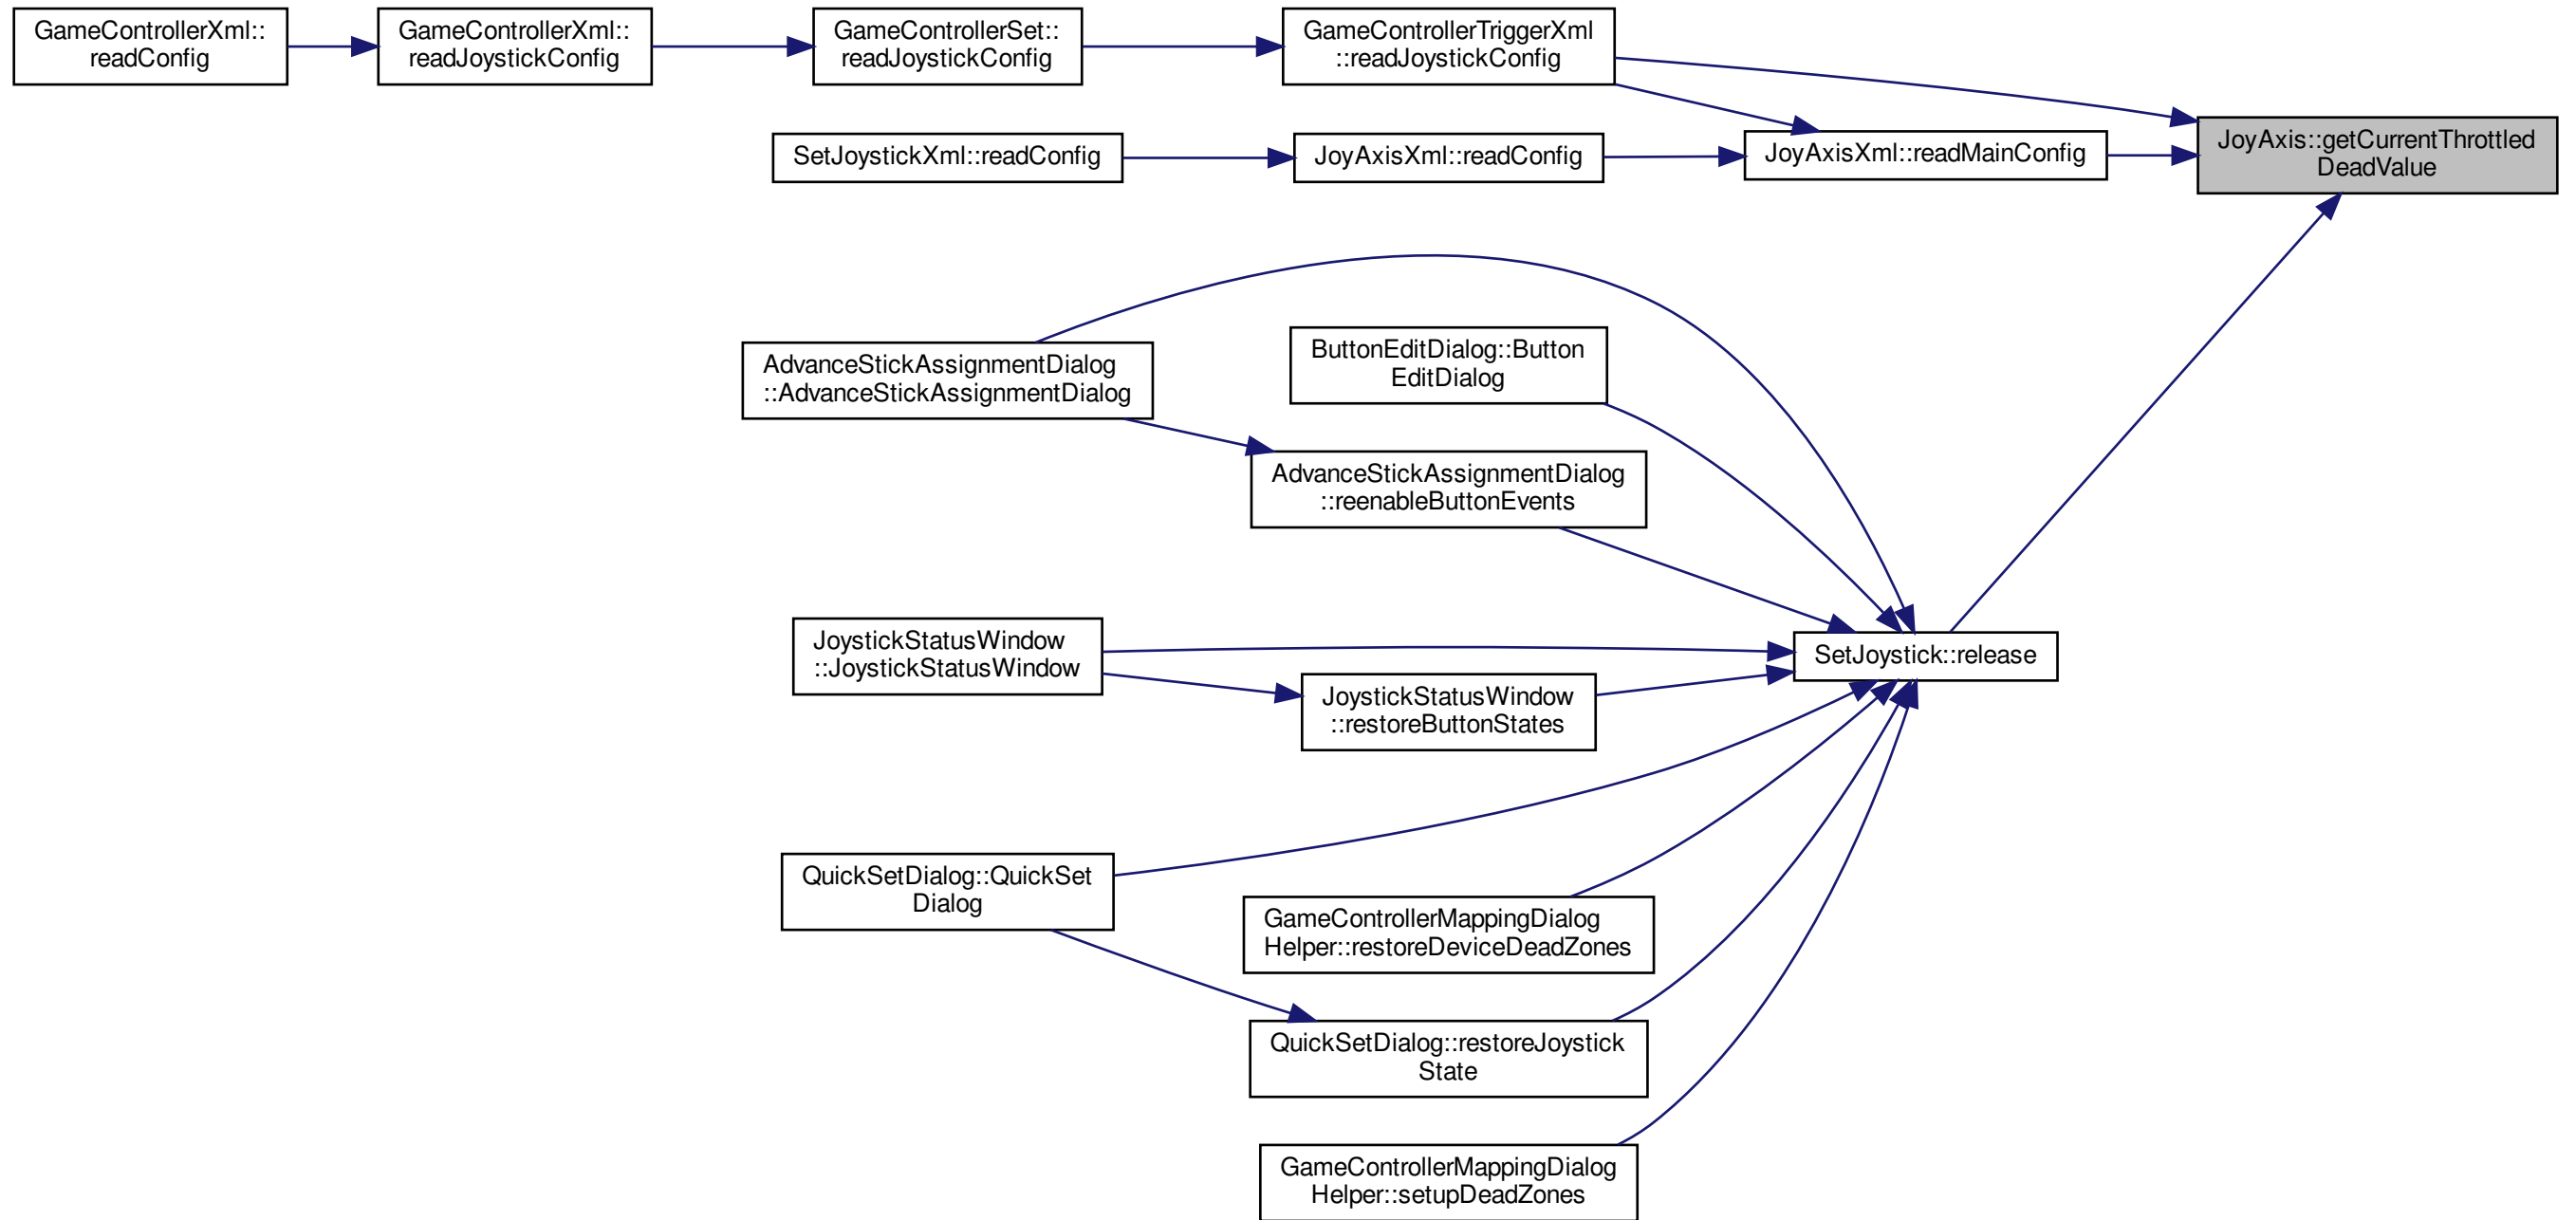 GameControllerXml::
readConfig
GameControllerXml::
readJoystickConfig
GameControllerSet::
readJoystickConfig
GameControllerTriggerXml
::readJoystickConfig
JoyAxis::getCurrentThrottled
DeadValue
SetJoystickXml::readConfig
JoyAxisXml::readConfig
JoyAxisXml::readMainConfig
ButtonEditDialog::Button
EditDialog
AdvanceStickAssignmentDialog
::AdvanceStickAssignmentDialog
AdvanceStickAssignmentDialog
::reenableButtonEvents
JoystickStatusWindow
::JoystickStatusWindow
SetJoystick::release
JoystickStatusWindow
::restoreButtonStates
QuickSetDialog::QuickSet
Dialog
GameControllerMappingDialog
Helper::restoreDeviceDeadZones
QuickSetDialog::restoreJoystick
State
GameControllerMappingDialog
Helper::setupDeadZones